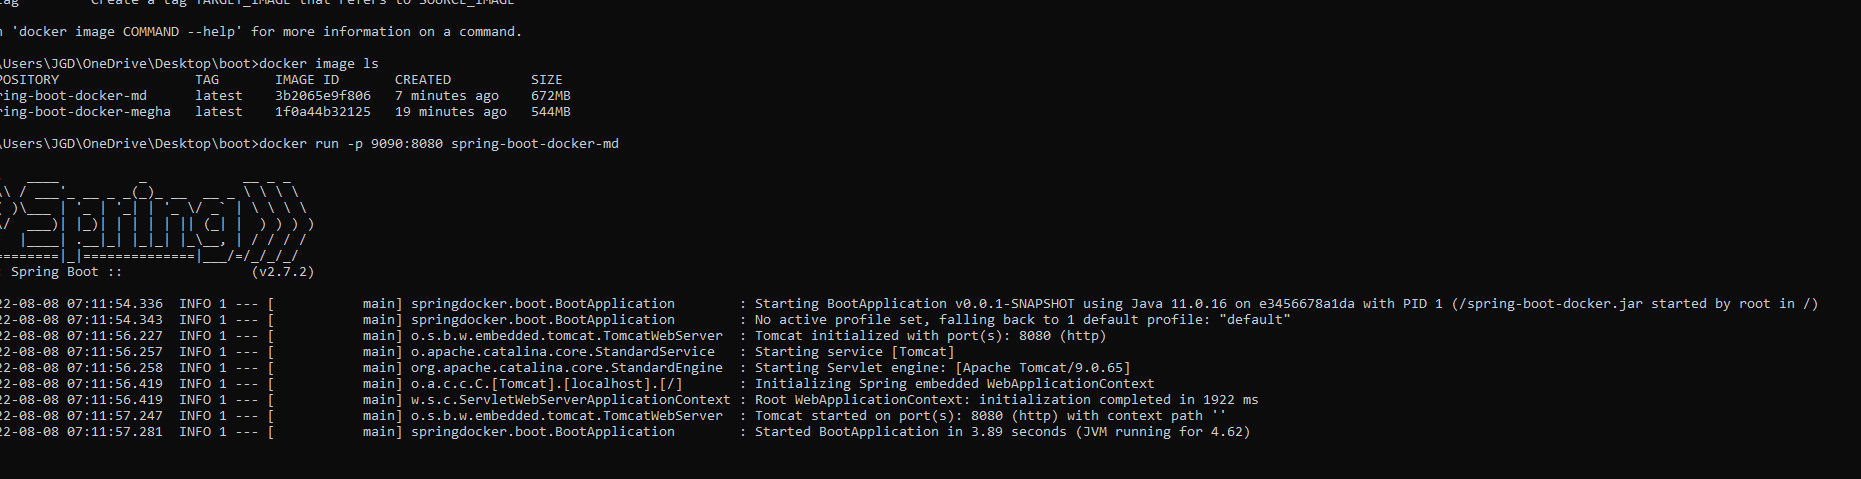 Create a tag TARGET_IMAGE that refers to SOURCE_IMAGE
'docker image COMMAND --help' for more information on a command.
\Users\JGD\OneDrive\Desktop\boot>docker image ls
POSITORY                 TAG       IMAGE ID       CREATED          SIZE
ring-boot-docker-md      latest    3b2065e9f806   7 minutes ago    672MB
ring-boot-docker-megha   latest    1f0a44b32125   19 minutes ago   544MB
\Users\JGD\OneDrive\Desktop\boot>docker run -p 9090:8080 spring-boot-docker-md
   ____          _            __ _ _
\\ / ___'_ __ _ _(_)_ __  __ _ \ \ \ \
( )\___ | '_ | '_| | '_ \/ _` | \ \ \ \
\/  ___)| |_)| | | | | || (_| |  ) ) ) )
  |____| .__|_| |_|_| |_\__, | / / / /
========|_|==============|___/=/_/_/_/
: Spring Boot ::                (v2.7.2)
22-08-08 07:11:54.336  INFO 1 --- [           main] springdocker.boot.BootApplication        : Starting BootApplication v0.0.1-SNAPSHOT using Java 11.0.16 on e3456678a1da with PID 1 (/spring-boot-docker.jar started by root in /)
22-08-08 07:11:54.343  INFO 1 --- [           main] springdocker.boot.BootApplication        : No active profile set, falling back to 1 default profile: "default"
22-08-08 07:11:56.227  INFO 1 --- [           main] o.s.b.w.embedded.tomcat.TomcatWebServer  : Tomcat initialized with port(s): 8080 (http)
22-08-08 07:11:56.257  INFO 1 --- [           main] o.apache.catalina.core.StandardService   : Starting service [Tomcat]
22-08-08 07:11:56.258  INFO 1 --- [           main] org.apache.catalina.core.StandardEngine  : Starting Servlet engine: [Apache Tomcat/9.0.65]
22-08-08 07:11:56.419  INFO 1 --- [           main] o.a.c.c.C.[Tomcat].[localhost].[/]       : Initializing Spring embedded WebApplicationContext
22-08-08 07:11:56.419  INFO 1 --- [           main] w.s.c.ServletWebServerApplicationContext : Root WebApplicationContext: initialization completed in 1922 ms
22-08-08 07:11:57.247  INFO 1 --- [           main] o.s.b.w.embedded.tomcat.TomcatWebServer  : Tomcat started on port(s): 8080 (http) with context path ''
22-08-08 07:11:57.281  INFO 1 --- [           main] springdocker.boot.BootApplication        : Started BootApplication in 3.89 seconds (JVM running for 4.62)